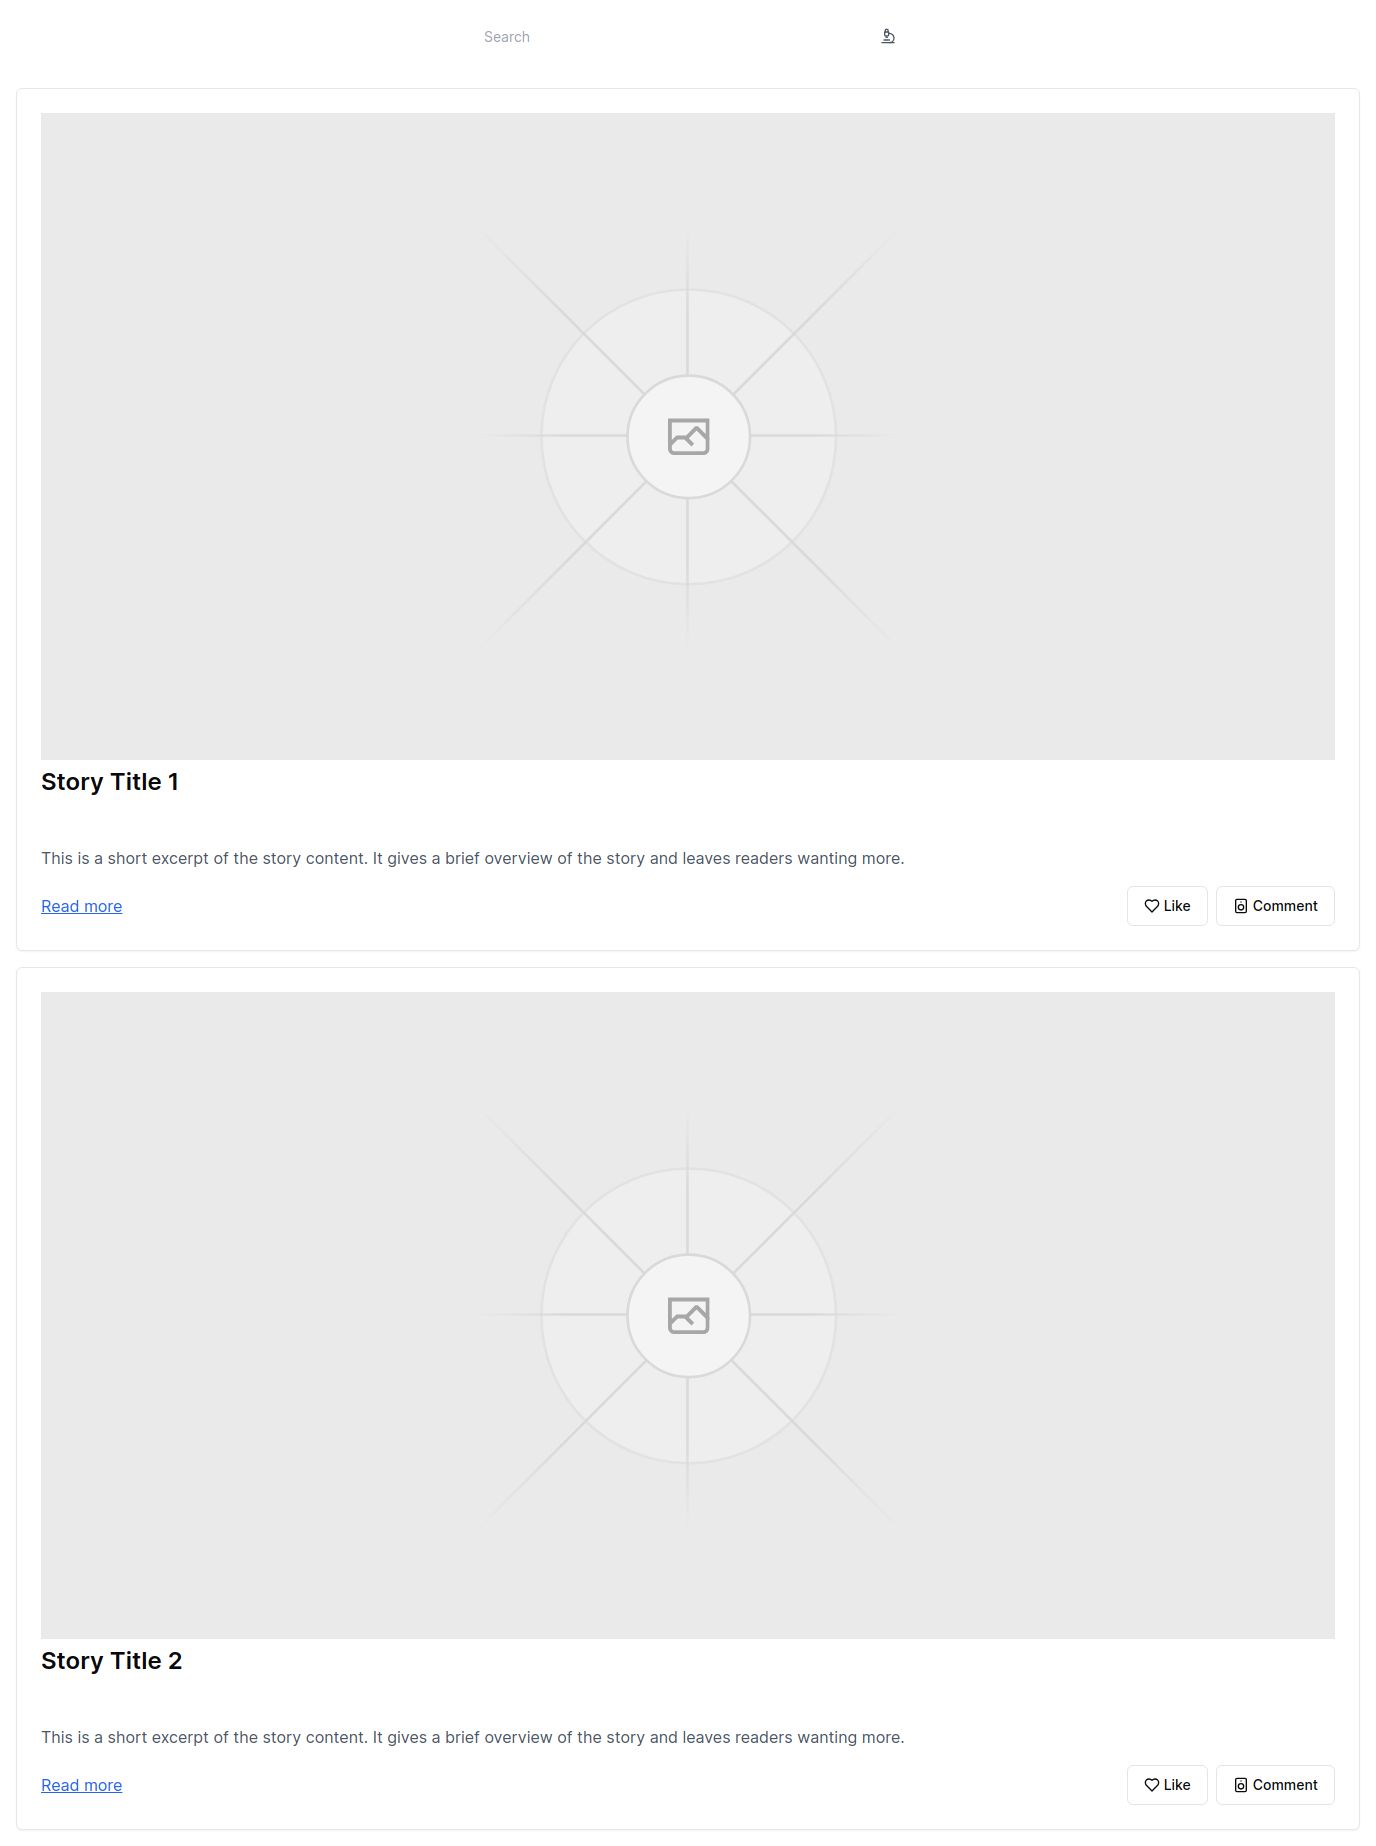 Search
Story Title 1
This is a short excerpt of the story content. It gives a brief overview of the story and leaves readers wanting more.
Read more
Like
Comment
Story Title 2
This is a short excerpt of the story content. It gives a brief overview of the story and leaves readers wanting more.
Read more
Like
Comment